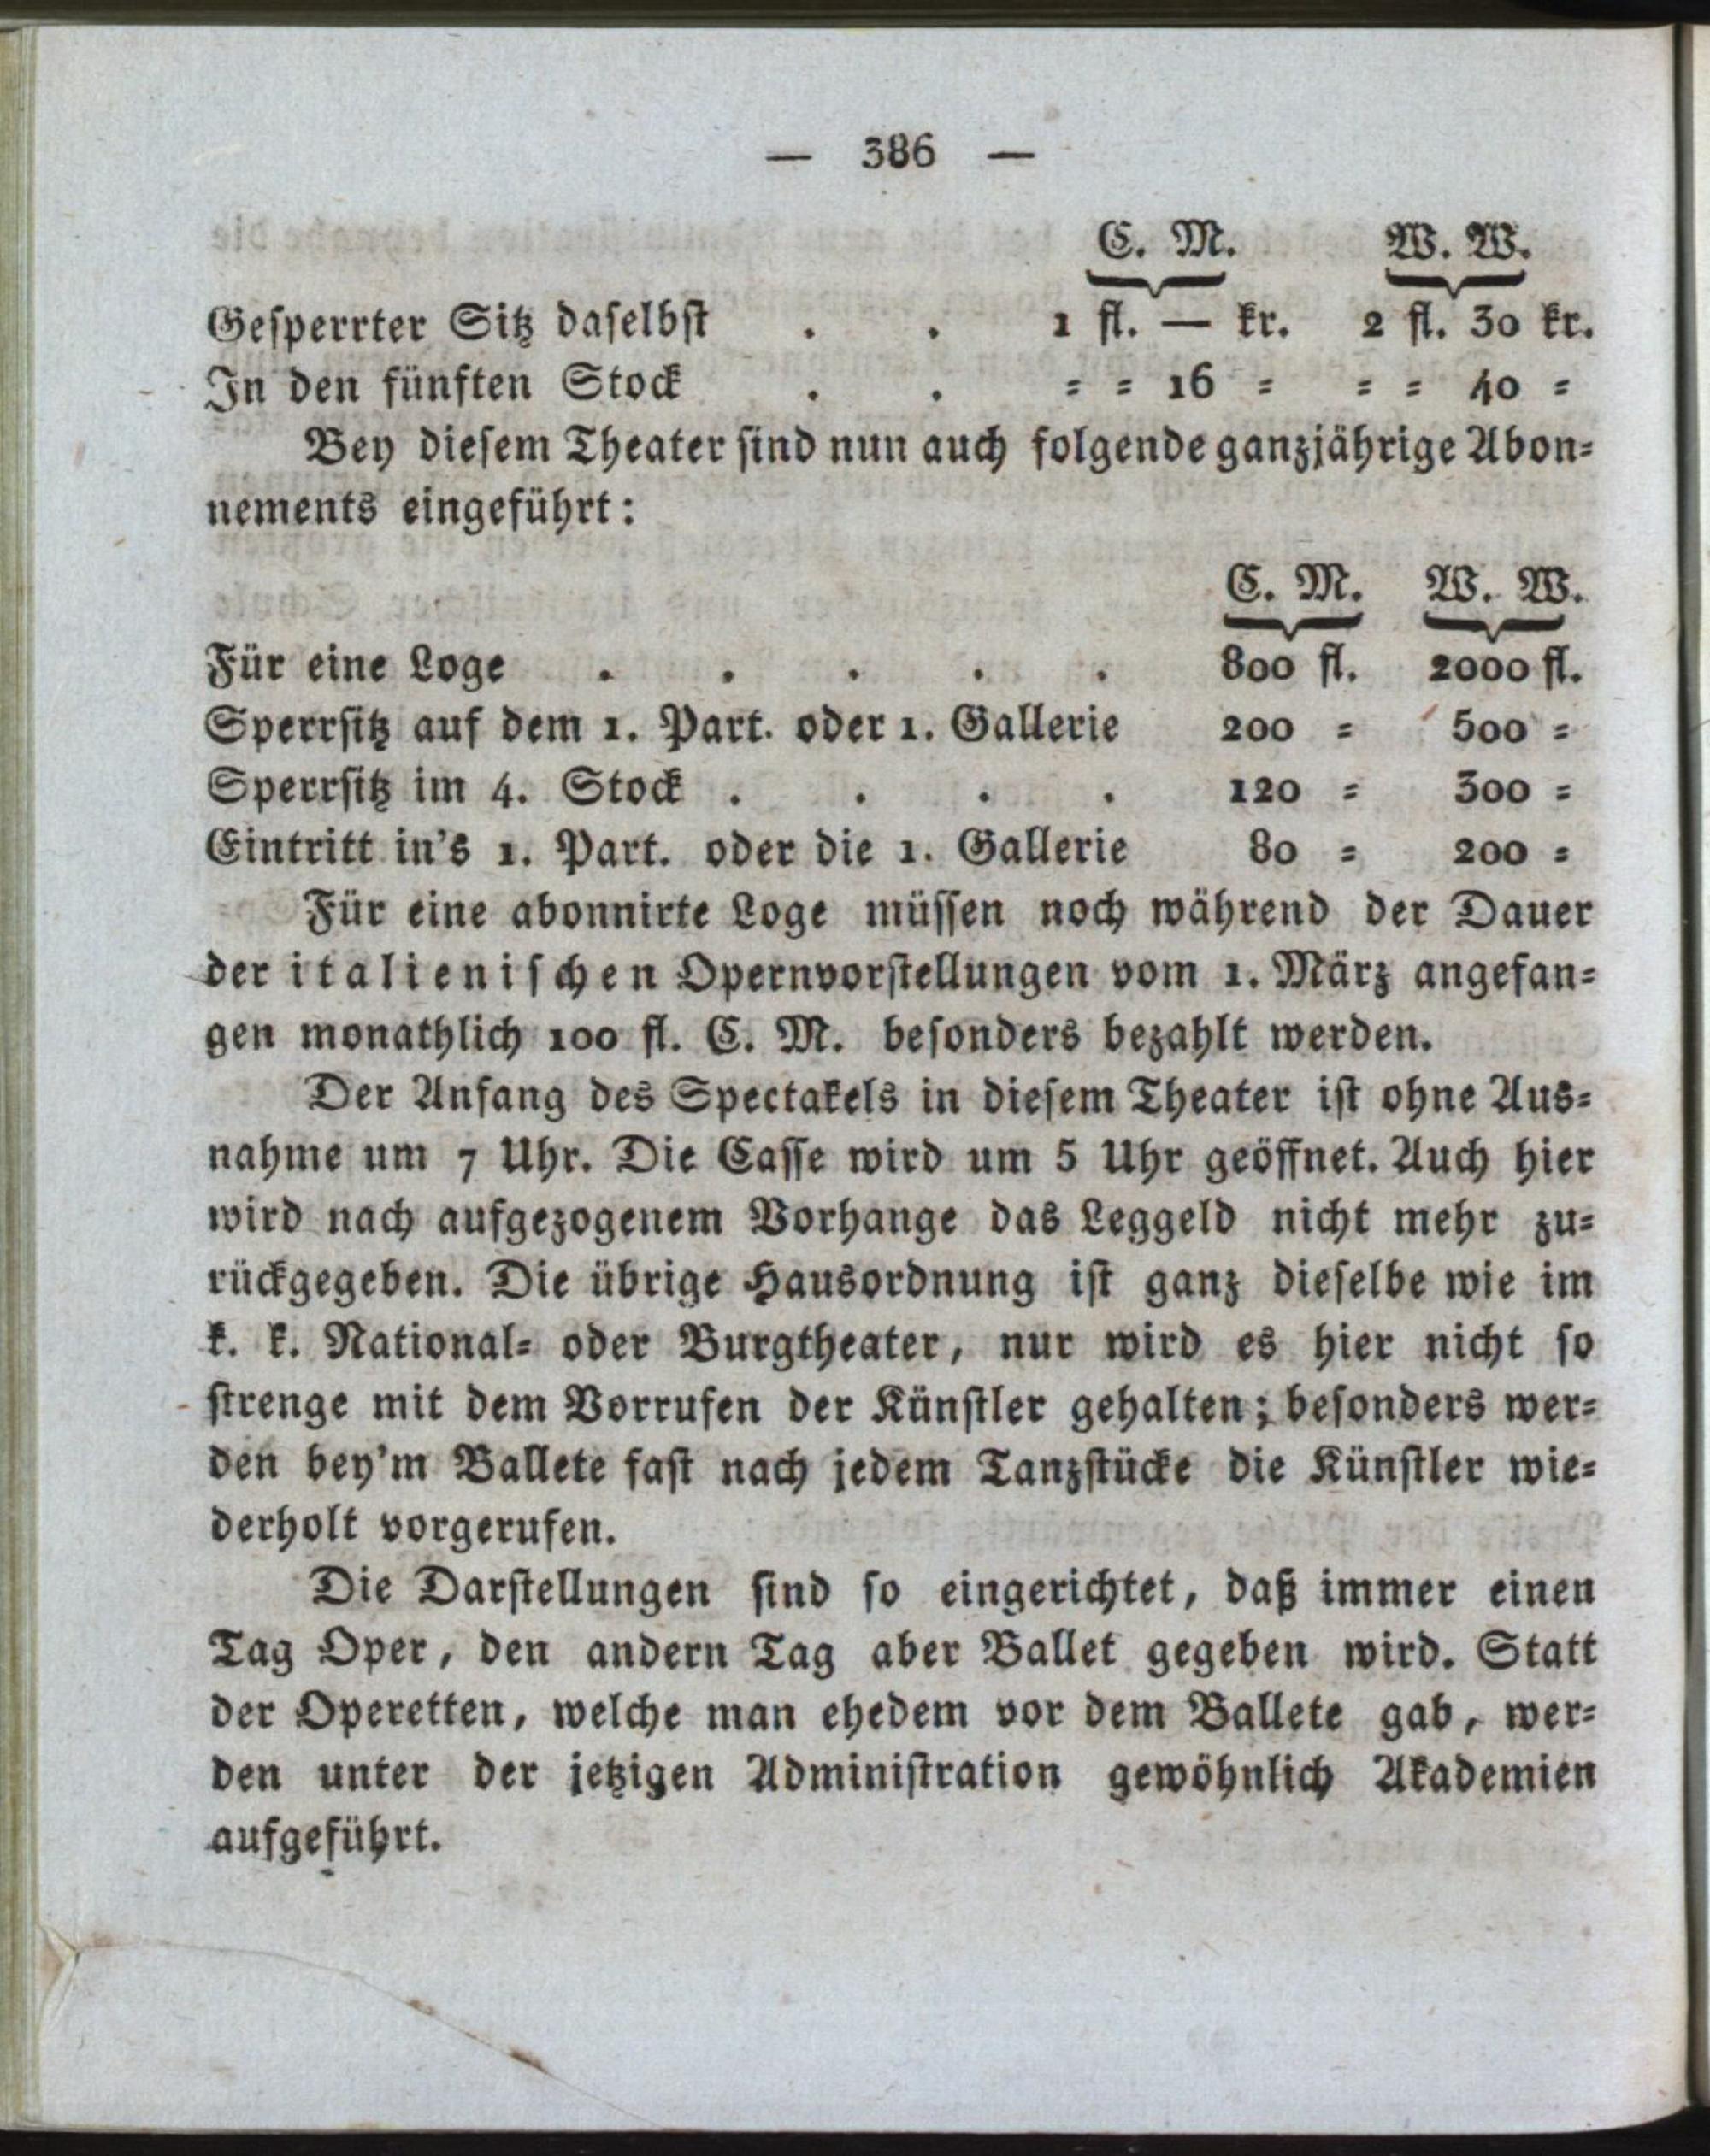 — 386 —
C. M. W. W.
Gesperrter Sitz daselbst . . 1 fl. — kr. 2 fl. 30 kr.
In den fünften Stock . . = = 16 = = = 40 =
Bey diesem Theater sind nun auch folgende ganzjährige Abon=
nements eingeführt:
C. M. W. W.
Für eine Loge . . . . . 800 fl. 2000 fl.
Sperrsitz auf dem 1. Part. oder 1. Gallerie 200 = 500 =
Sperrsitz im 4. Stock . . . . 120 = 300 =
Eintritt in's 1. Part. oder die 1. Gallerie 80 = 200 =
Für eine abonnirte Loge müssen noch während der Dauer
der italienischen Opernvorstellungen vom 1. März angefan=
gen monathlich 100 fl. C. M. besonders bezahlt werden.
Der Anfang des Spectakels in diesem Theater ist ohne Aus=
nahme um 7 Uhr. Die Casse wird um 5 Uhr geöffnet. Auch hier
wird nach aufgezogenem Vorhange das Leggeld nicht mehr zu=
rückgegeben. Die übrige Hausordnung ist ganz dieselbe wie im
k. k. National= oder Burgtheater, nur wird es hier nicht so
strenge mit dem Vorrufen der Künstler gehalten; besonders wer=
den bey'm Ballete fast nach jedem Tanzstücke die Künstler wie=
derholt vorgerufen.
Die Darstellungen sind so eingerichtet, daß immer einen
Tag Oper, den andern Tag aber Ballet gegeben wird. Statt
der Operetten, welche man ehedem vor dem Ballete gab, wer=
den unter der jetzigen Administration gewöhnlich Akademien
aufgeführt.